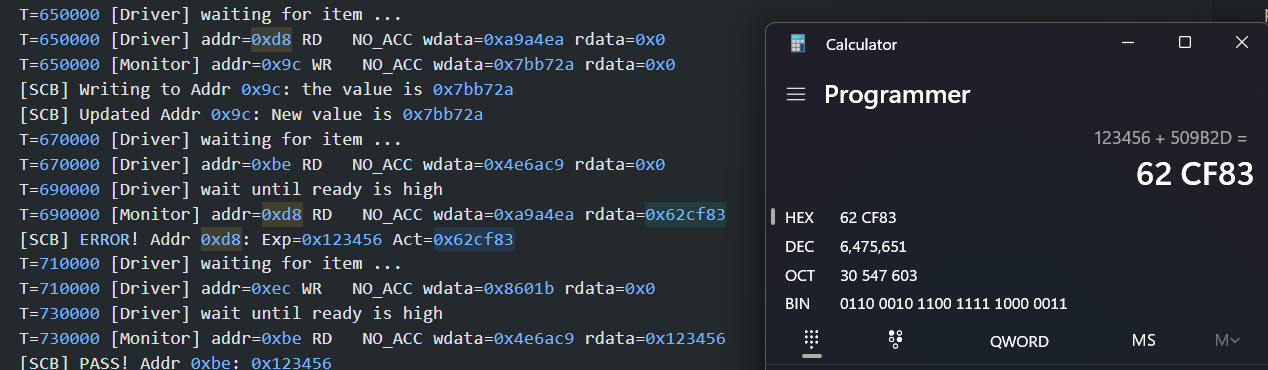 T=650000 [Driver] waiting for item ...
T=650000 [Driver] addr=0xd8 RD   NO_ACC wdata=0xa9a4ea rdata=0x0
T=650000 [Monitor] addr=0x9c WR   NO_ACC wdata=0x7bb72a rdata=0x0
[SCB] Writing to Addr 0x9c: the value is 0x7bb72a
[SCB] Updated Addr 0x9c: New value is 0x7bb72a
T=670000 [Driver] waiting for item ...
T=670000 [Driver] addr=0xbe RD   NO_ACC wdata=0x4e6ac9 rdata=0x0
T=690000 [Driver] wait until ready is high
T=690000 [Monitor] addr=0xd8 RD   NO_ACC wdata=0xa9a4ea rdata=0x62cf83
[SCB] ERROR! Addr 0xd8: Exp=0x123456 Act=0x62cf83
T=710000 [Driver] waiting for item ...
T=710000 [Driver] addr=0xec WR   NO_ACC wdata=0x8601b rdata=0x0
T=730000 [Driver] wait until ready is high
T=730000 [Monitor] addr=0xbe RD   NO_ACC wdata=0x4e6ac9 rdata=0x123456
[SCB] PASS! Addr 0xbe: 0x123456
Calculator
Programmer
123456 + 509B2D =
62 CF83
HEX 62 CF83
DEC 6,475,651
OCT 30 547 603
BIN 0110 0010 1100 1111 1000 0011
QWORD MS M